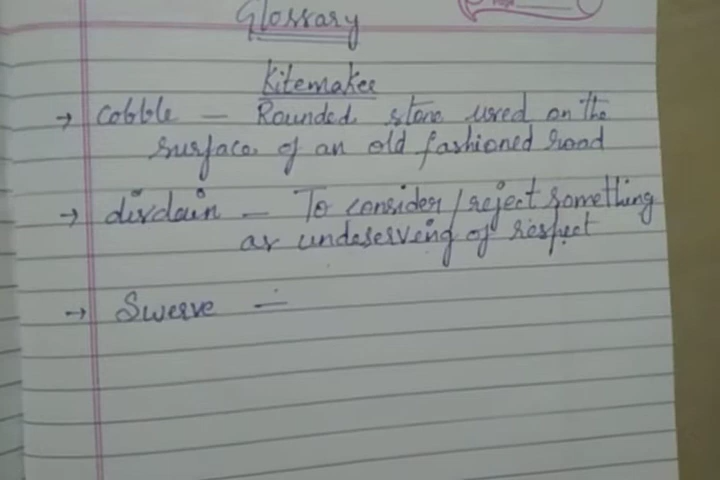 Glossary
Kitemaker
→ Cobble – Rounded stone used on the
surface of an old fashioned road
→ disdain – To consider/reject something
as undeserving of respect
→ Swerve –